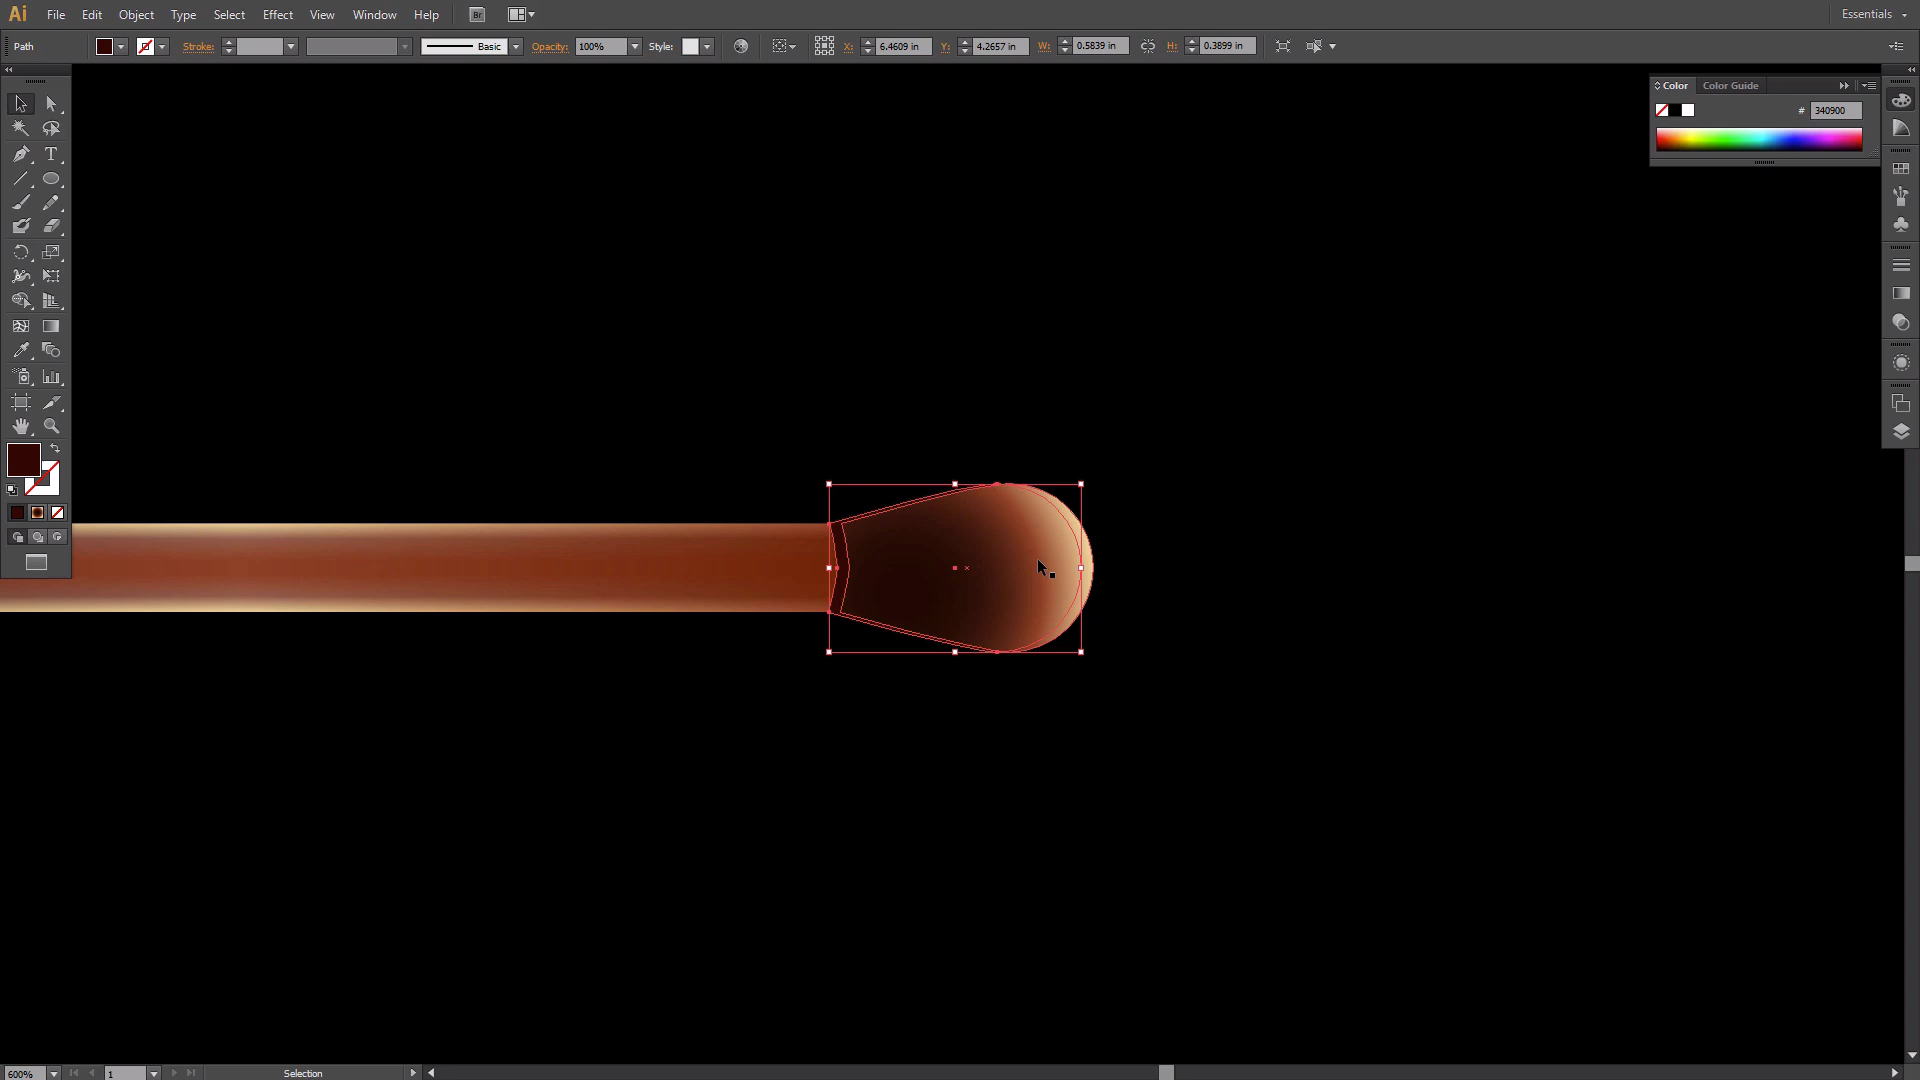 Ai File Edit Object Type Select Effect View Window Help Br Essentials
Path Stroke: Basic Opacity: 100% Style: X: 6.4609 in Y: 4.2657 in W: 0.5839 in H: 0.3899 in
Color Color Guide
# 340900
T
600% 1 Selection